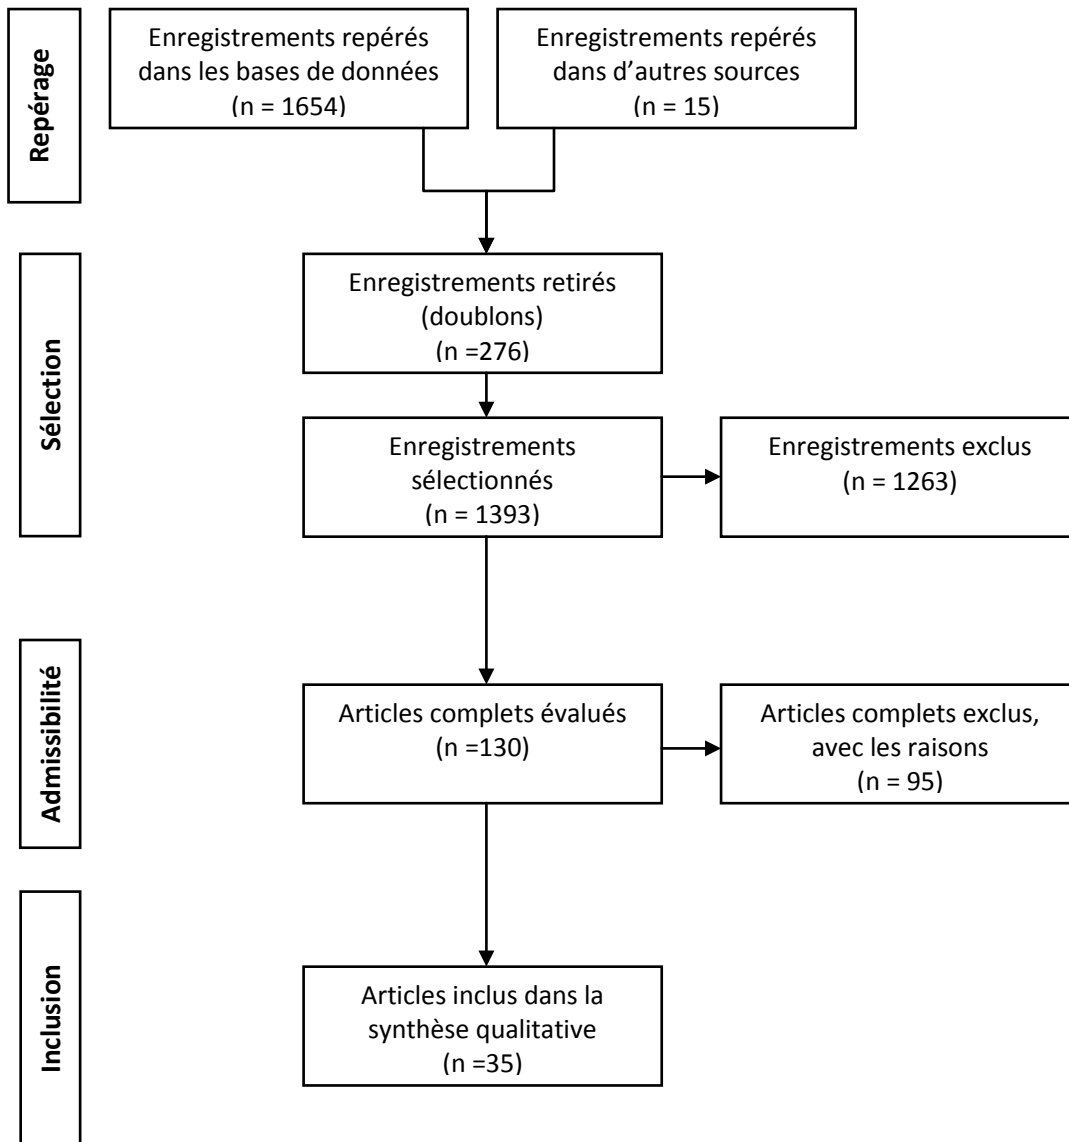 Repérage
Enregistrements repérés
dans les bases de données
(n = 1654)
Enregistrements repérés
dans d’autres sources
(n = 15)
Sélection
Enregistrements retirés
(doublons)
(n =276)
Enregistrements
sélectionnés
(n = 1393)
Enregistrements exclus
(n = 1263)
Admissibilité
Articles complets évalués
(n =130)
Articles complets exclus,
avec les raisons
(n = 95)
Inclusion
Articles inclus dans la
synthèse qualitative
(n =35)